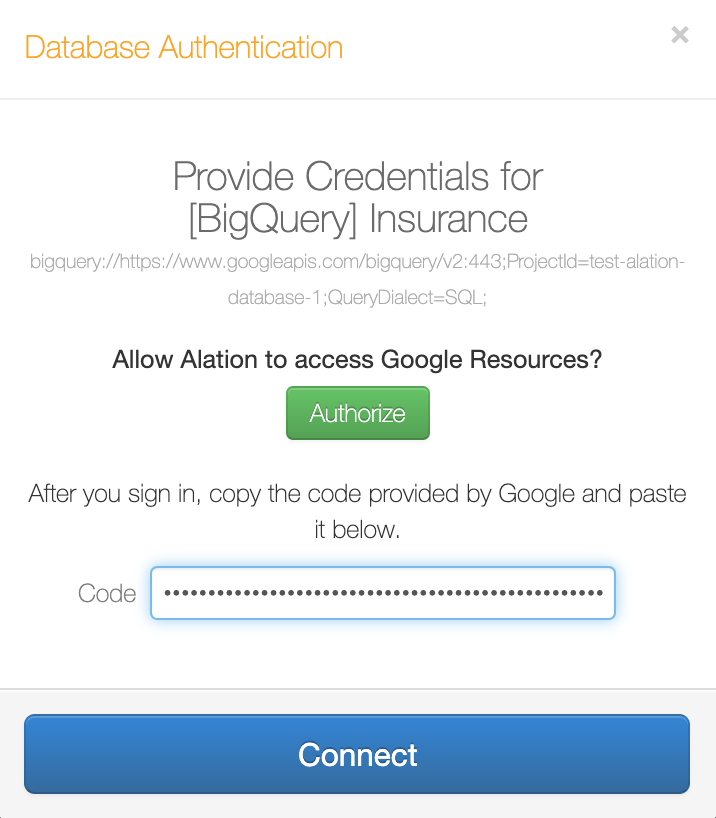 Database Authentication
×
Provide Credentials for
[BigQuery] Insurance
bigquery://https://www.googleapis.com/bigquery/v2:443;ProjectId=test-alation-
database-1;QueryDialect=SQL;
Allow Alation to access Google Resources?
Authorize
After you sign in, copy the code provided by Google and paste
it below.
Code
Connect